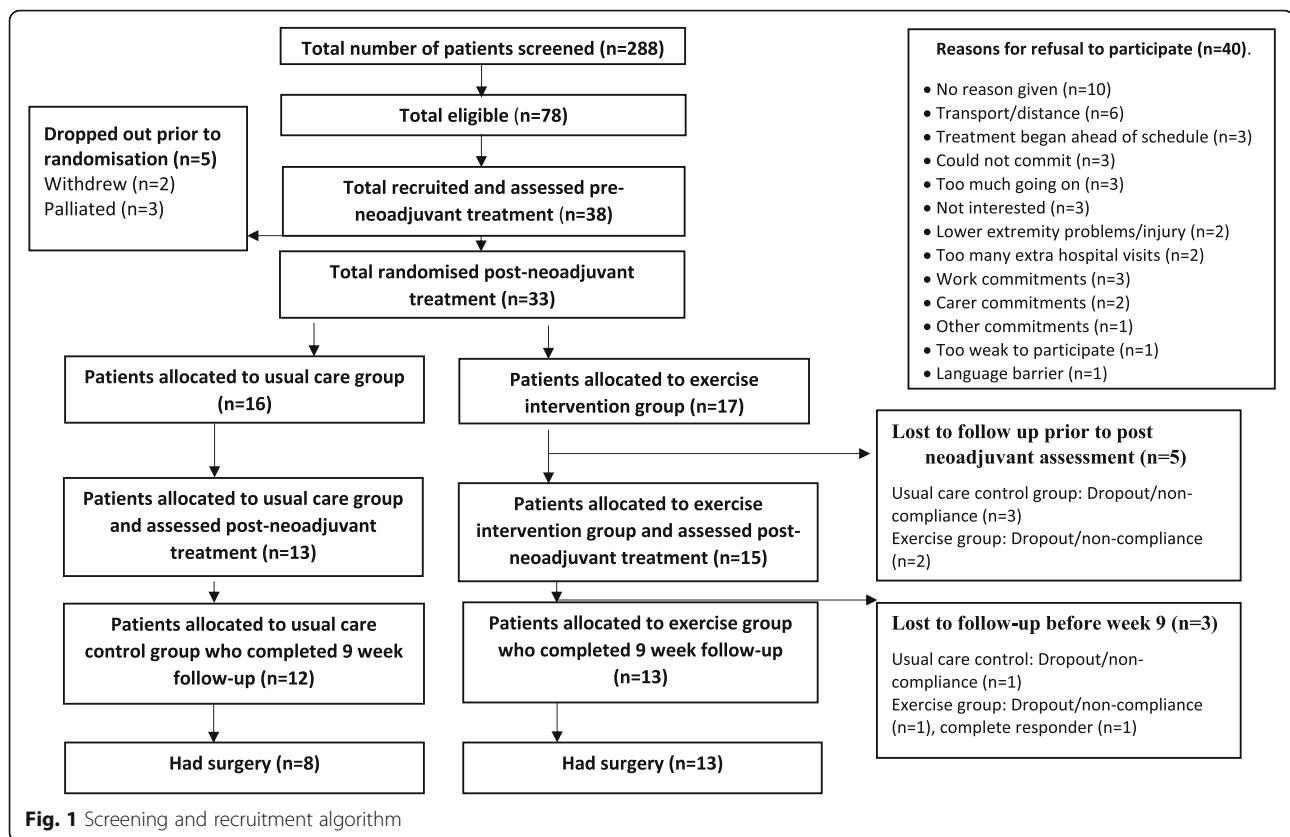 Total number of patients screened (n=288)
Total eligible (n=78)
Dropped out prior to
randomisation (n=5)
Withdrew (n=2)
Palliated (n=3)
Total recruited and assessed pre-
neoadjuvant treatment (n=38)
Total randomised post-neoadjuvant
treatment (n=33)
Reasons for refusal to participate (n=40).
• No reason given (n=10)
• Transport/distance (n=6)
• Treatment began ahead of schedule (n=3)
• Could not commit (n=3)
• Too much going on (n=3)
• Not interested (n=3)
• Lower extremity problems/injury (n=2)
• Too many extra hospital visits (n=2)
• Work commitments (n=3)
• Carer commitments (n=2)
• Other commitments (n=1)
• Too weak to participate (n=1)
• Language barrier (n=1)
Patients allocated to usual care group
(n=16)
Patients allocated to exercise
intervention group (n=17)
Lost to follow up prior to post
neoadjuvant assessment (n=5)
Usual care control group: Dropout/non-
compliance (n=3)
Exercise group: Dropout/non-compliance
(n=2)
Patients allocated to usual care group
and assessed post-neoadjuvant
treatment (n=13)
Patients allocated to exercise
intervention group and assessed post-
neoadjuvant treatment (n=15)
Patients allocated to usual care
control group who completed 9 week
follow-up (n=12)
Patients allocated to exercise group
who completed 9 week follow-up
(n=13)
Lost to follow-up before week 9 (n=3)
Usual care control: Dropout/non-
compliance (n=1)
Exercise group: Dropout/non-compliance
(n=1), complete responder (n=1)
Had surgery (n=8)
Had surgery (n=13)
Fig. 1 Screening and recruitment algorithm